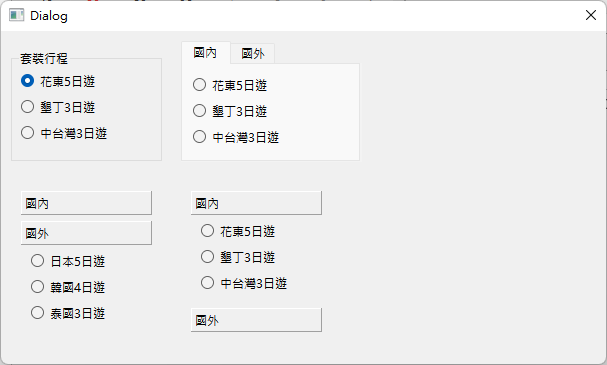 Dialog
套裝行程
花東5日遊
墾丁3日遊
中台灣3日遊
國內 國外
花東5日遊
墾丁3日遊
中台灣3日遊
國內
國外
日本5日遊
韓國4日遊
泰國3日遊
國內
花東5日遊
墾丁3日遊
中台灣3日遊
國外